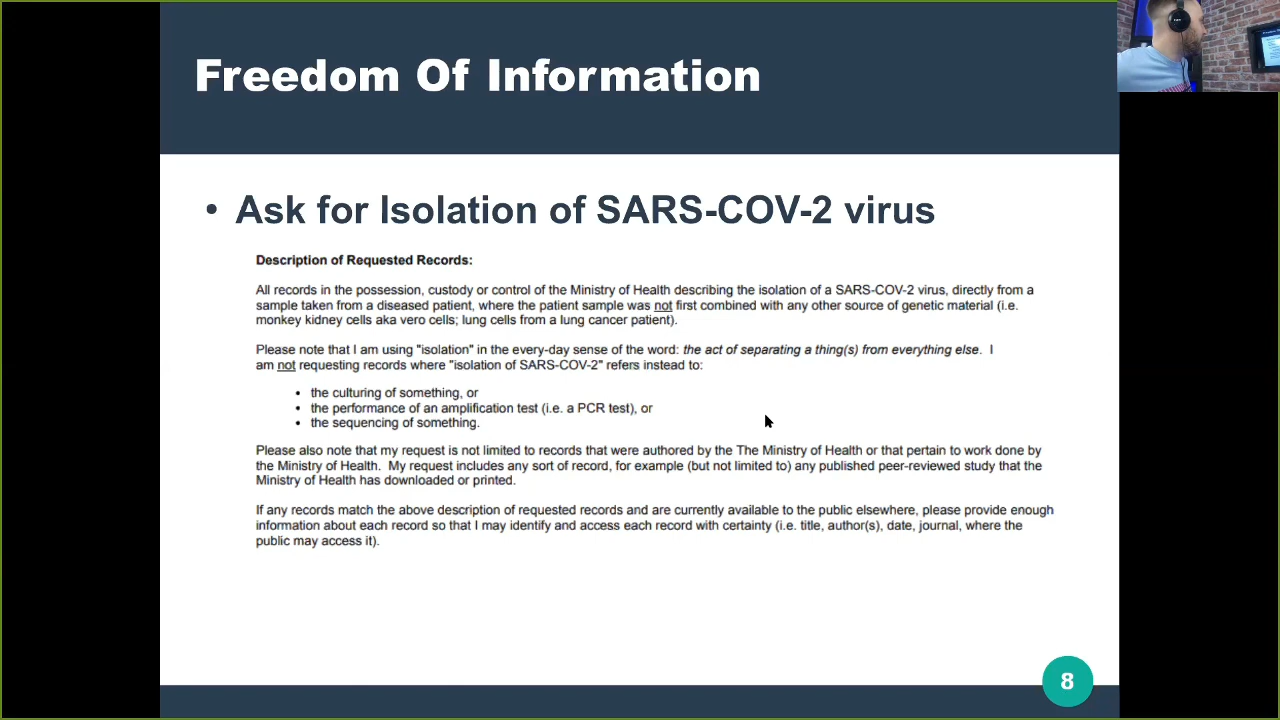 Freedom Of Information
• Ask for Isolation of SARS-COV-2 virus
Description of Requested Records:
All records in the possession, custody or control of the Ministry of Health describing the isolation of a SARS-COV-2 virus, directly from a
sample taken from a diseased patient, where the patient sample was not first combined with any other source of genetic material (i.e.
monkey kidney cells aka vero cells; lung cells from a lung cancer patient).
Please note that I am using "isolation" in the every-day sense of the word: the act of separating a thing(s) from everything else. I
am not requesting records where "isolation of SARS-COV-2" refers instead to:
• the culturing of something, or
• the performance of an amplification test (i.e. a PCR test), or
• the sequencing of something.
Please also note that my request is not limited to records that were authored by the The Ministry of Health or that pertain to work done by
the Ministry of Health. My request includes any sort of record, for example (but not limited to) any published peer-reviewed study that the
Ministry of Health has downloaded or printed.
If any records match the above description of requested records and are currently available to the public elsewhere, please provide enough
information about each record so that I may identify and access each record with certainty (i.e. title, author(s), date, journal, where the
public may access it).
8